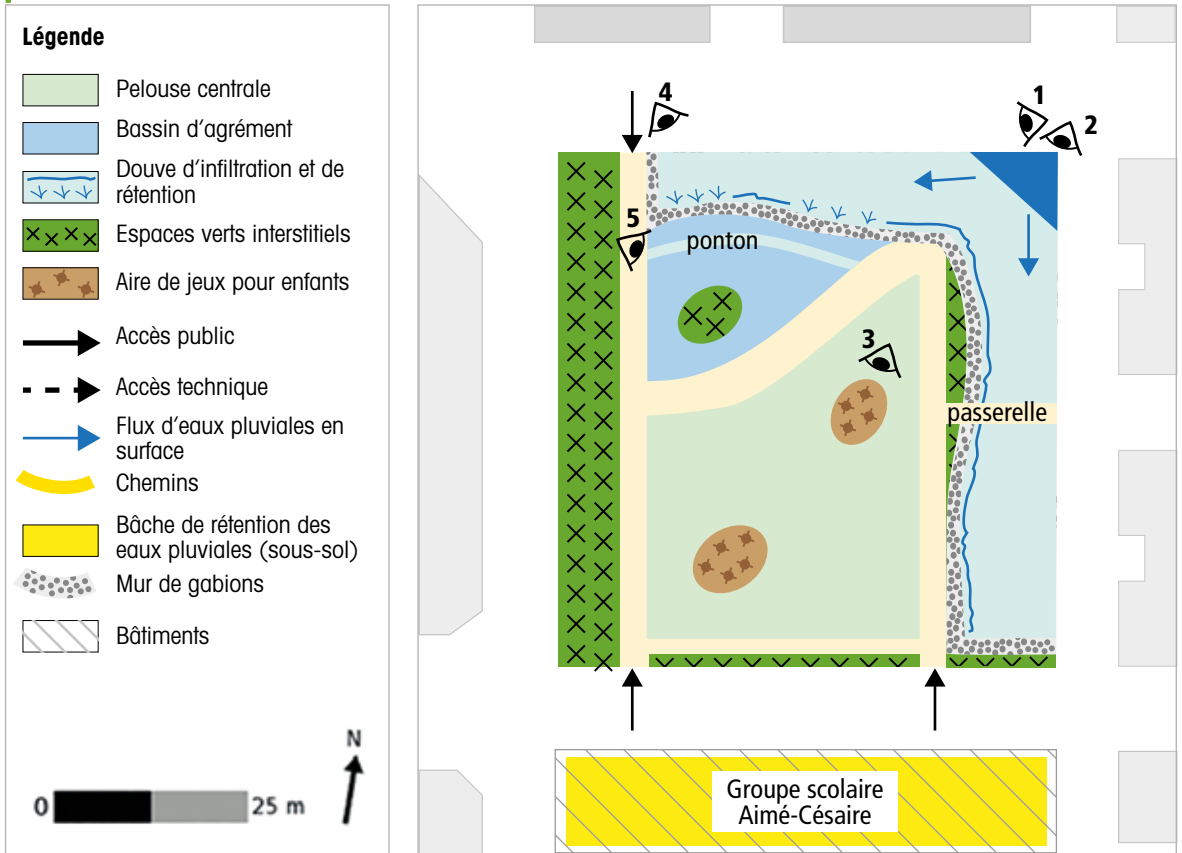 Légende
Pelouse centrale
Bassin d'agrément
Douve d'infiltration et de
rétention
Espaces verts interstitiels
Aire de jeux pour enfants
Accès public
Accès technique
Flux d'eaux pluviales en
surface
Chemins
Bâche de rétention des
eaux pluviales (sous-sol)
Mur de gabions
Bâtiments
N
0 25 m
4
1
2
5
ponton
3
passerelle
Groupe scolaire
Aimé-Césaire